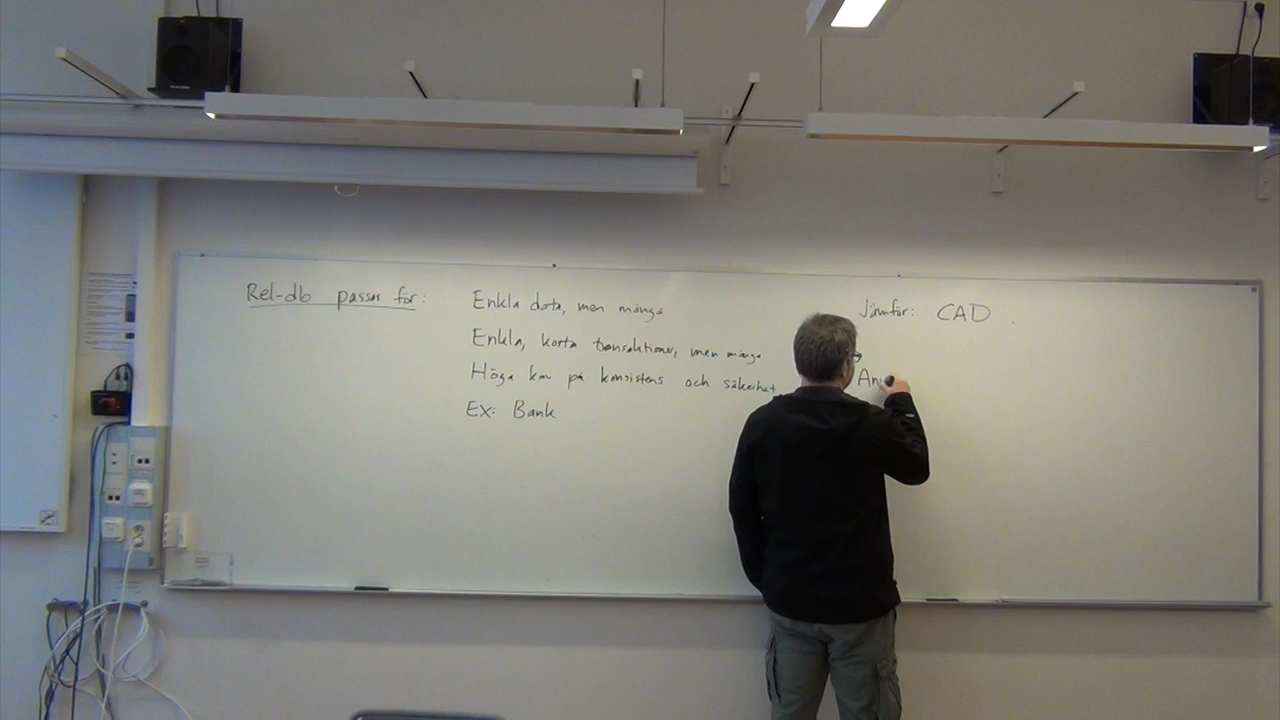 Rel-db passar för:
Enkla data, men många
Enkla, korta transaktioner, men många
Höga krav på konsistens och säkerhet
Ex: Bank
Jämför: CAD
An